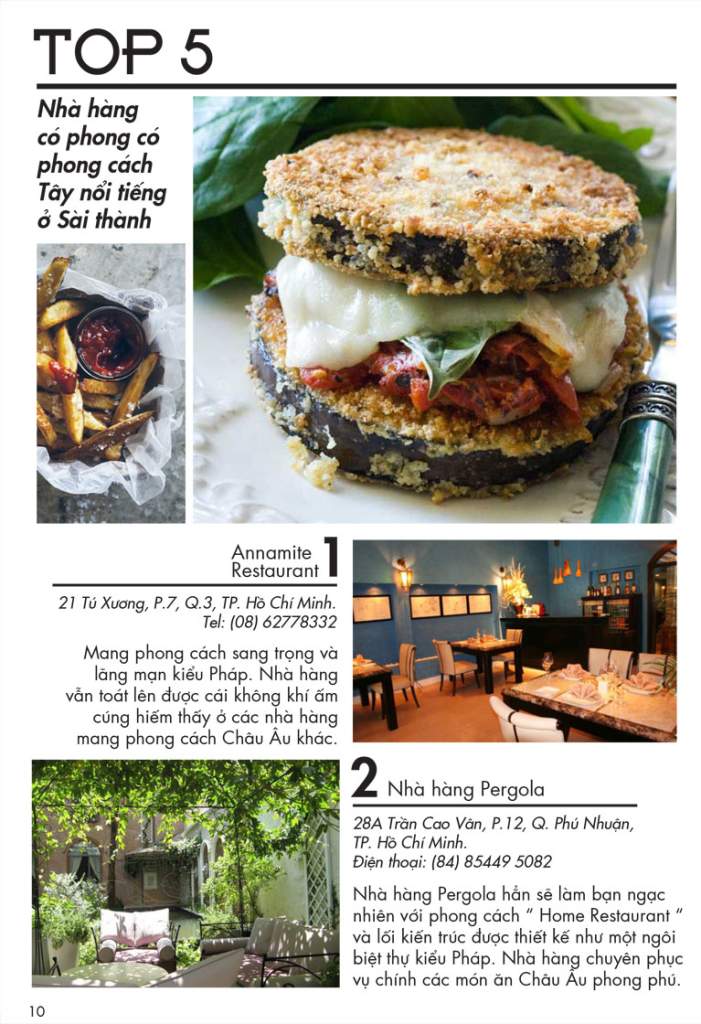 TOP 5
Nhà hàng
có phong có
phong cách
Tây nổi tiếng
ở Sài thành
Annamite
Restaurant 1
21 Tú Xương, P.7, Q.3, TP. Hồ Chí Minh.
Tel: (08) 62778332
Mang phong cách sang trọng và
lãng mạn kiểu Pháp. Nhà hàng
vẫn toát lên được cái không khí ấm
cúng hiếm thấy ở các nhà hàng
mang phong cách Châu Âu khác.
2 Nhà hàng Pergola
28A Trần Cao Vân, P.12, Q. Phú Nhuận,
TP. Hồ Chí Minh.
Điện thoại: (84) 85449 5082
Nhà hàng Pergola hẳn sẽ làm bạn ngạc
nhiên với phong cách “ Home Restaurant “
và lối kiến trúc được thiết kế như một ngôi
biệt thự kiểu Pháp. Nhà hàng chuyên phục
vụ chính các món ăn Châu Âu phong phú.
10